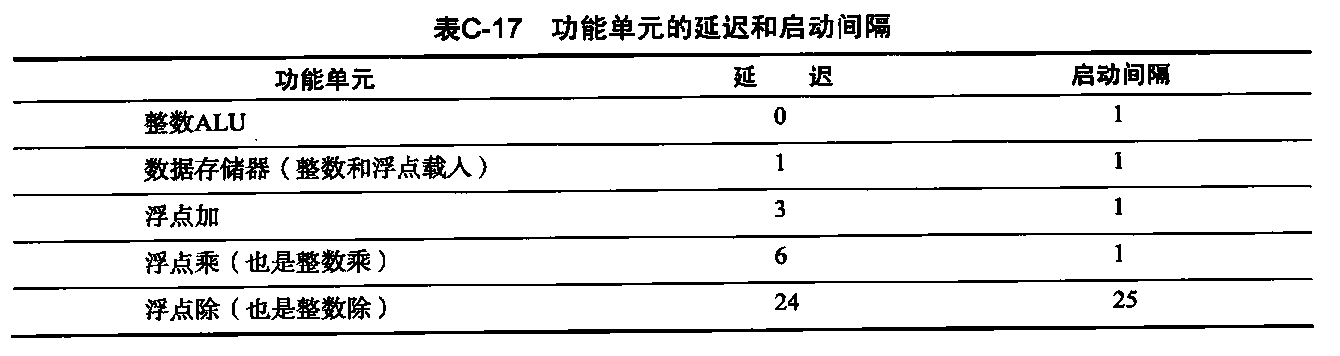 表C-17 功能单元的延迟和启动间隔
功能单元 延 迟 启动间隔
整数ALU 0 1
数据存储器（整数和浮点载人） 1 1
浮点加 3 1
浮点乘（也是整数乘） 6 1
浮点除（也是整数除） 24 25